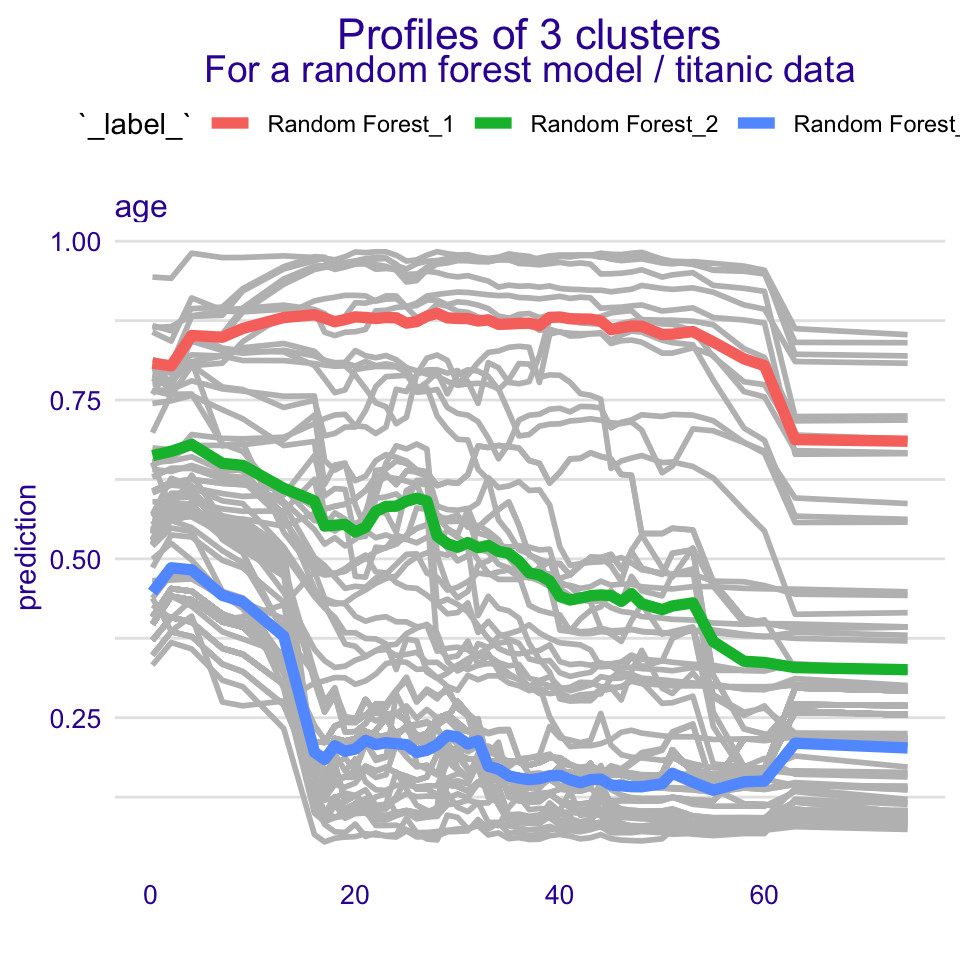 Profiles of 3 clusters
For a random forest model / titanic data
`_label_` Random Forest_1 Random Forest_2 Random Forest_
age
1.00
0.75
0.50
0.25
prediction
0 20 40 60